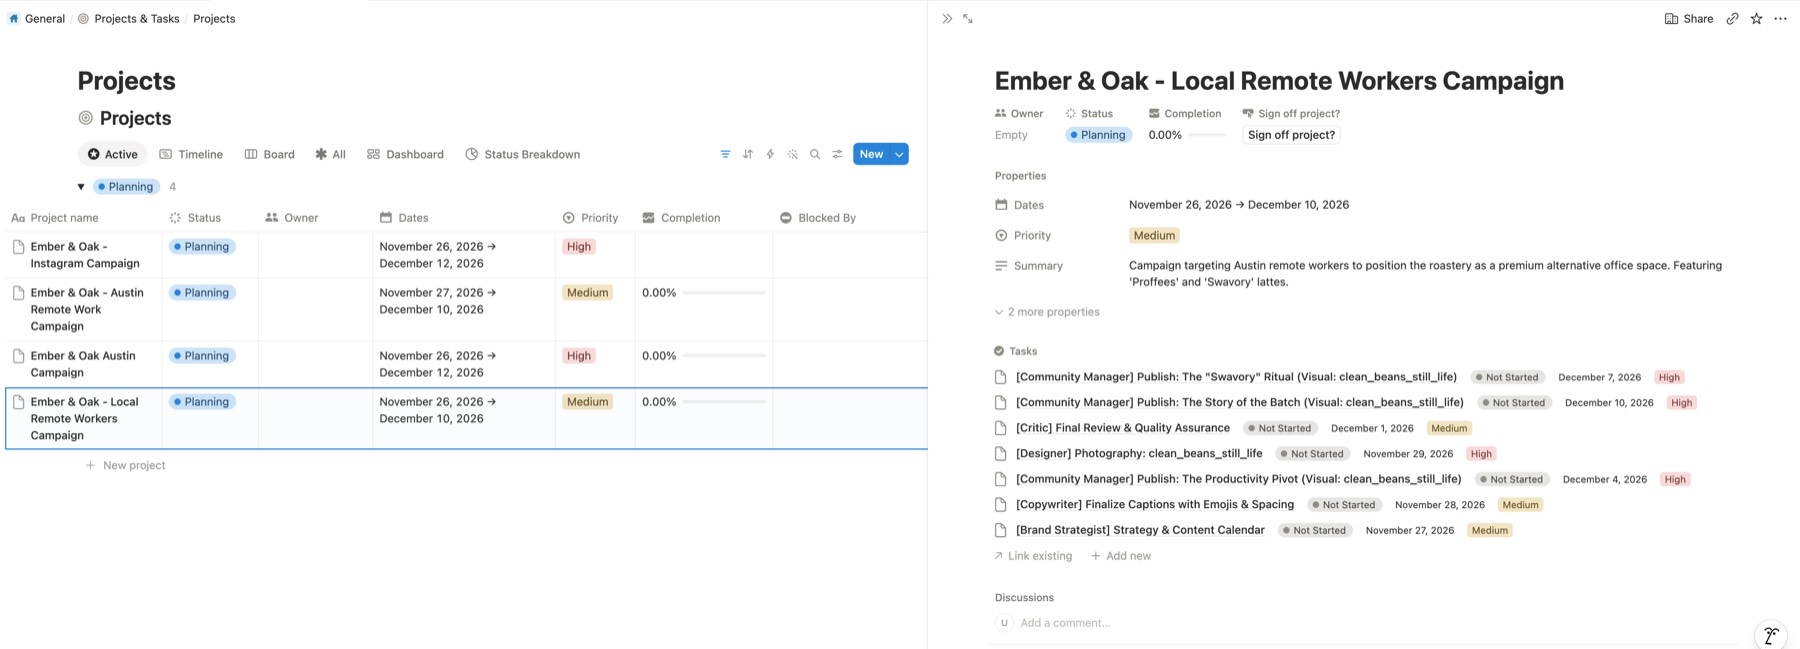 General / Projects & Tasks / Projects
Projects
Projects
Active Timeline Board All Dashboard Status Breakdown New
Planning 4
Aa Project name Status Owner Dates Priority Completion Blocked By
Ember & Oak -
Instagram Campaign
Planning
November 26, 2026 →
December 12, 2026
High
Ember & Oak - Austin
Remote Work
Campaign
Planning
November 27, 2026 →
December 10, 2026
Medium
0.00%
Ember & Oak Austin
Campaign
Planning
November 26, 2026 →
December 12, 2026
High
0.00%
Ember & Oak - Local
Remote Workers
Campaign
Planning
November 26, 2026 →
December 10, 2026
Medium
0.00%
+ New project
Share
Ember & Oak - Local Remote Workers Campaign
Owner Status Completion Sign off project?
Empty Planning 0.00% Sign off project?
Properties
Dates November 26, 2026 → December 10, 2026
Priority Medium
Summary Campaign targeting Austin remote workers to position the roastery as a premium alternative office space. Featuring
'Proffees' and 'Swavory' lattes.
2 more properties
Tasks
[Community Manager] Publish: The "Swavory" Ritual (Visual: clean_beans_still_life) Not Started December 7, 2026 High
[Community Manager] Publish: The Story of the Batch (Visual: clean_beans_still_life) Not Started December 10, 2026 High
[Critic] Final Review & Quality Assurance Not Started December 1, 2026 Medium
[Designer] Photography: clean_beans_still_life Not Started November 29, 2026 High
[Community Manager] Publish: The Productivity Pivot (Visual: clean_beans_still_life) Not Started December 4, 2026 High
[Copywriter] Finalize Captions with Emojis & Spacing Not Started November 28, 2026 Medium
[Brand Strategist] Strategy & Content Calendar Not Started November 27, 2026 Medium
Link existing + Add new
Discussions
U Add a comment...